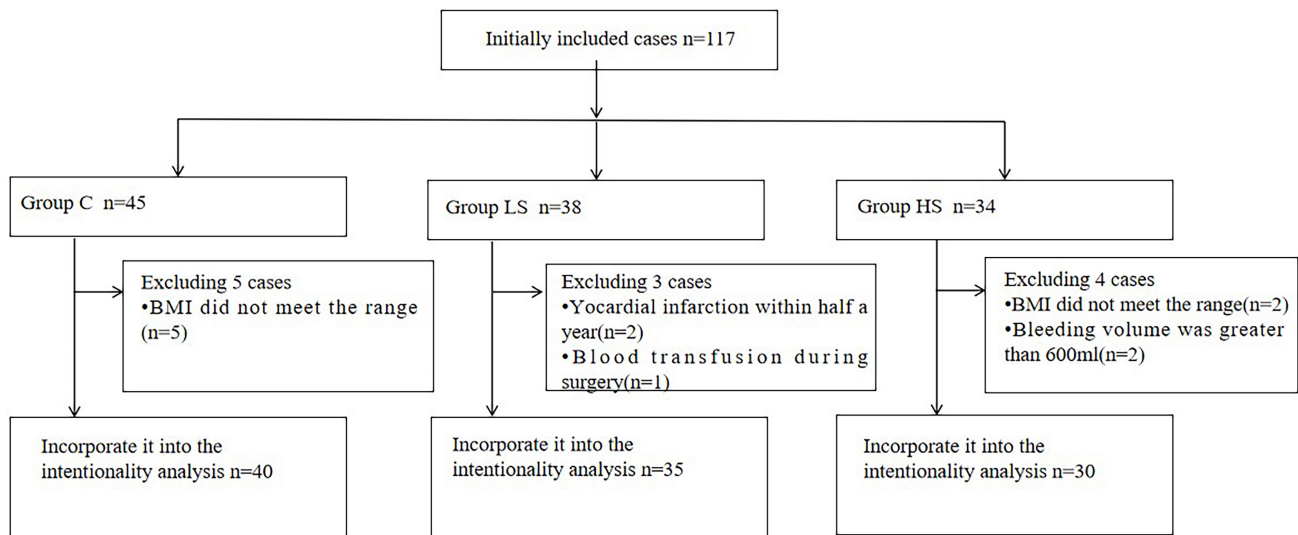 Initially included cases n=117
Group C n=45
Group LS n=38
Group HS n=34
Excluding 5 cases
•BMI did not meet the range
(n=5)
Excluding 3 cases
•Yocardial infarction within half a
year(n=2)
•Blood transfusion during
surgery(n=1)
Excluding 4 cases
•BMI did not meet the range(n=2)
•Bleeding volume was greater
than 600ml(n=2)
Incorporate it into the
intentionality analysis n=40
Incorporate it into the
intentionality analysis n=35
Incorporate it into the
intentionality analysis n=30